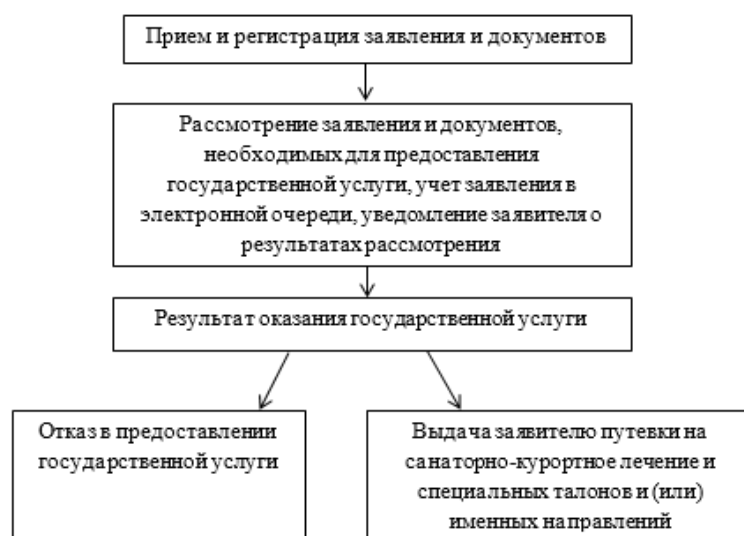 Прием и регистрация заявления и документов
Рассмотрение заявления и документов,
необходимых для предоставления
государственной услуги, учет заявления в
электронной очереди, уведомление заявителя о
результатах рассмотрения
Результат оказания государственной услуги
Отказ в предоставлении
государственной услуги
Выдача заявителю путевки на
санаторно-курортное лечение и
специальных талонов и (или)
именных направлений